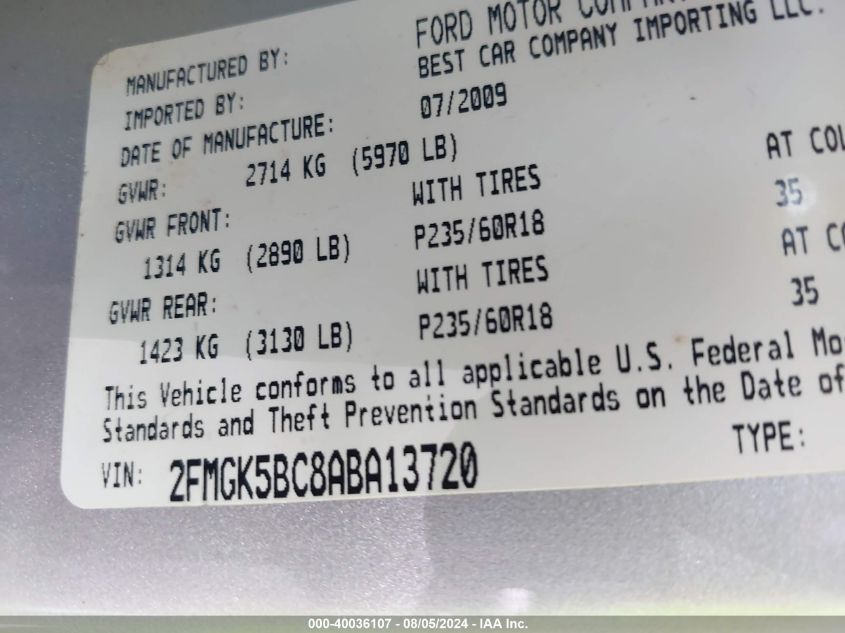 MANUFACTURED BY: FORD MOTOR
IMPORTED BY: BEST CAR COMPANY IMPORTING LLC.
DATE OF MANUFACTURE: 07/2009
GVWR: 2714 KG (5970 LB)
GVWR FRONT: WITH TIRES AT
1314 KG (2890 LB) P235/60R18 35
GVWR REAR: WITH TIRES AT
1423 KG (3130 LB) P235/60R18 35
This Vehicle conforms to all applicable U.S. Federal
Standards and Theft Prevention Standards on the Date of
VIN: 2FMGK5BC8ABA13720 TYPE:
000-40036107 - 08/05/2024 - IAA Inc.